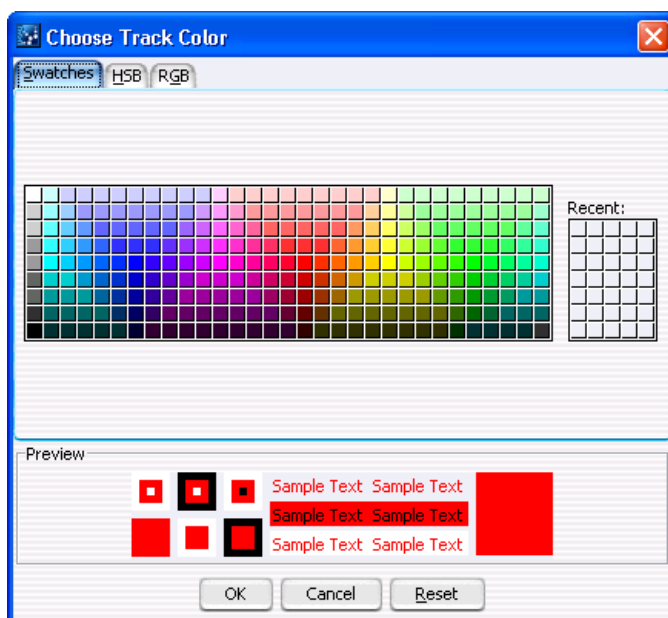 Choose Track Color
Swatches HSB RGB
Recent:
Preview
Sample Text Sample Text
Sample Text Sample Text
Sample Text Sample Text
OK Cancel Reset